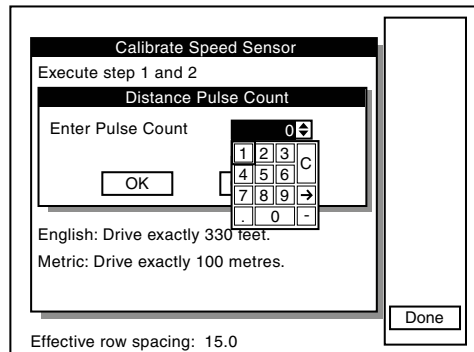 Calibrate Speed Sensor
Execute step 1 and 2
Distance Pulse Count
Enter Pulse Count 0
1 2 3 C
4 5 6
7 8 9 →
. 0 -
OK
English: Drive exactly 330 feet.
Metric: Drive exactly 100 metres.
Done
Effective row spacing: 15.0